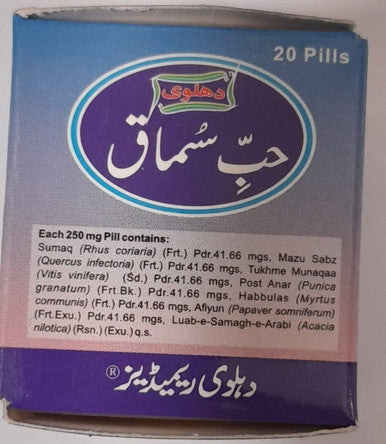 20 Pills
دهلوی
حبِّ سُماق
Each 250 mg Pill contains:
Sumaq (Rhus coriaria) (Frt.) Pdr.41.66 mgs, Mazu Sabz
(Quercus infectoria) (Frt.) Pdr.41.66 mgs, Tukhme Munaqaa
(Vitis vinifera) (Sd.) Pdr.41.66 mgs, Post Anar (Punica
granatum) (Frt.Bk.) Pdr.41.66 mgs, Habbulas (Myrtus
communis) (Frt.) Pdr.41.66 mgs, Afiyun (Papaver somniferum)
(Frt.Exu.) Pdr.41.66 mgs, Luab-e-Samagh-e-Arabi (Acacia
nilotica) (Rsn.) (Exu.) q.s.
دہلوی ریمیڈیز ®